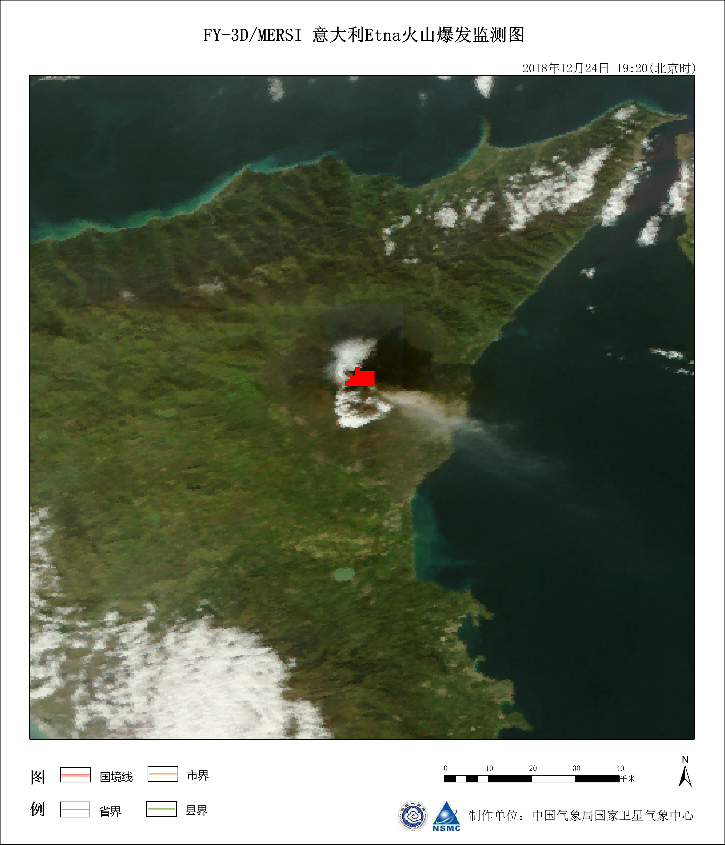 FY-3D/MERSI 意大利Etna火山爆发监测图
2018年12月24日 19:20(北京时)
图 国境线 市界
例 省界 县界
0 10 20 30 40
千米
N
NSMC
制作单位：中国气象局国家卫星气象中心